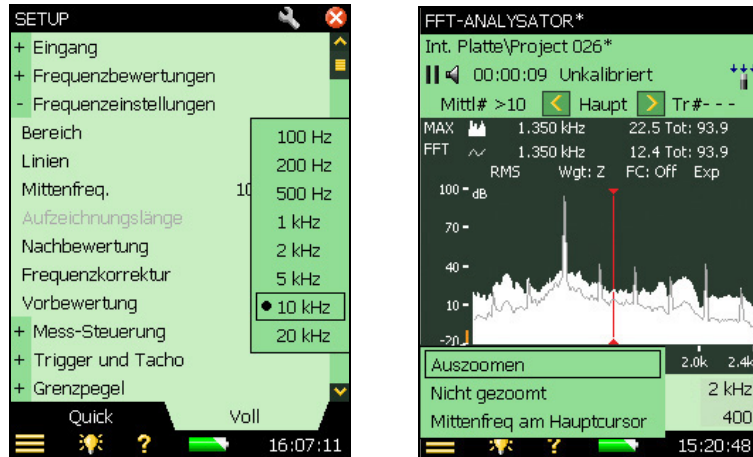 SETUP
+ Eingang
+ Frequenzbewertungen
- Frequenzeinstellungen
Bereich
Linien
Mittenfreq. 10
Aufzeichnungslänge
Nachbewertung
Frequenzkorrektur
Vorbewertung
+ Mess-Steuerung
+ Trigger und Tacho
+ Grenzpegel
100 Hz
200 Hz
500 Hz
1 kHz
2 kHz
5 kHz
10 kHz
20 kHz
Quick Voll
? 16:07:11
FFT-ANALYSATOR*
Int. Platte\Project 026*
00:00:09 Unkalibriert
Mittl# >10 < Haupt > Tr#---
MAX 1.350 kHz 22.5 Tot: 93.9
FFT 1.350 kHz 12.4 Tot: 93.9
RMS Wgt: Z FC: Off Exp
100 dB
70
40
10
-20
2.0k 2.4k
Auszoomen
Nicht gezoomt
Mittenfreq am Hauptcursor
2 kHz
400
? 15:20:48